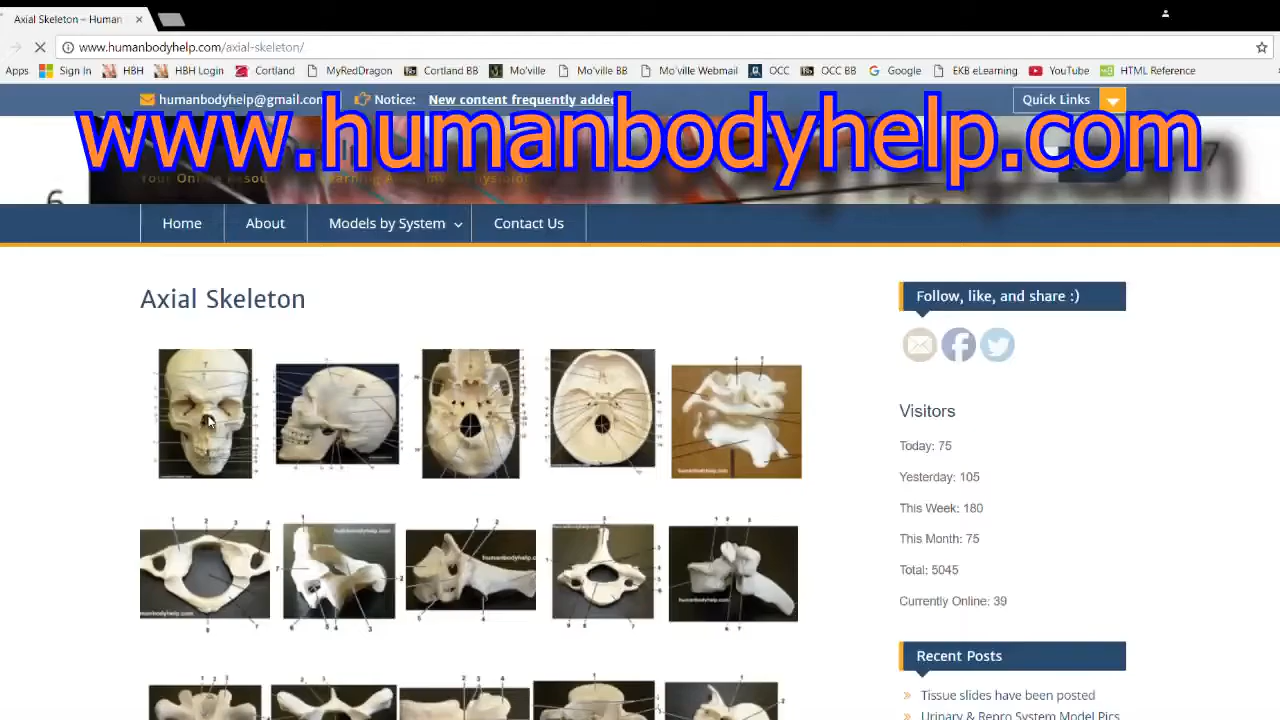 Axial Skeleton – Human
www.humanbodyhelp.com/axial-skeleton/
Apps Sign In HBH HBH Login Cortland MyRedDragon Cortland BB Mo'ville Mo'ville BB Mo'ville Webmail OCC OCC BB Google EKB eLearning YouTube HTML Reference
humanbodyhelp@gmail.com Notice: New content frequently added Quick Links
www.humanbodyhelp.com
Home About Models by System Contact Us
Axial Skeleton
Follow, like, and share :)
Visitors
Today: 75
Yesterday: 105
This Week: 180
This Month: 75
Total: 5045
Currently Online: 39
Recent Posts
Tissue slides have been posted
Urinary & Repro System Model Pics